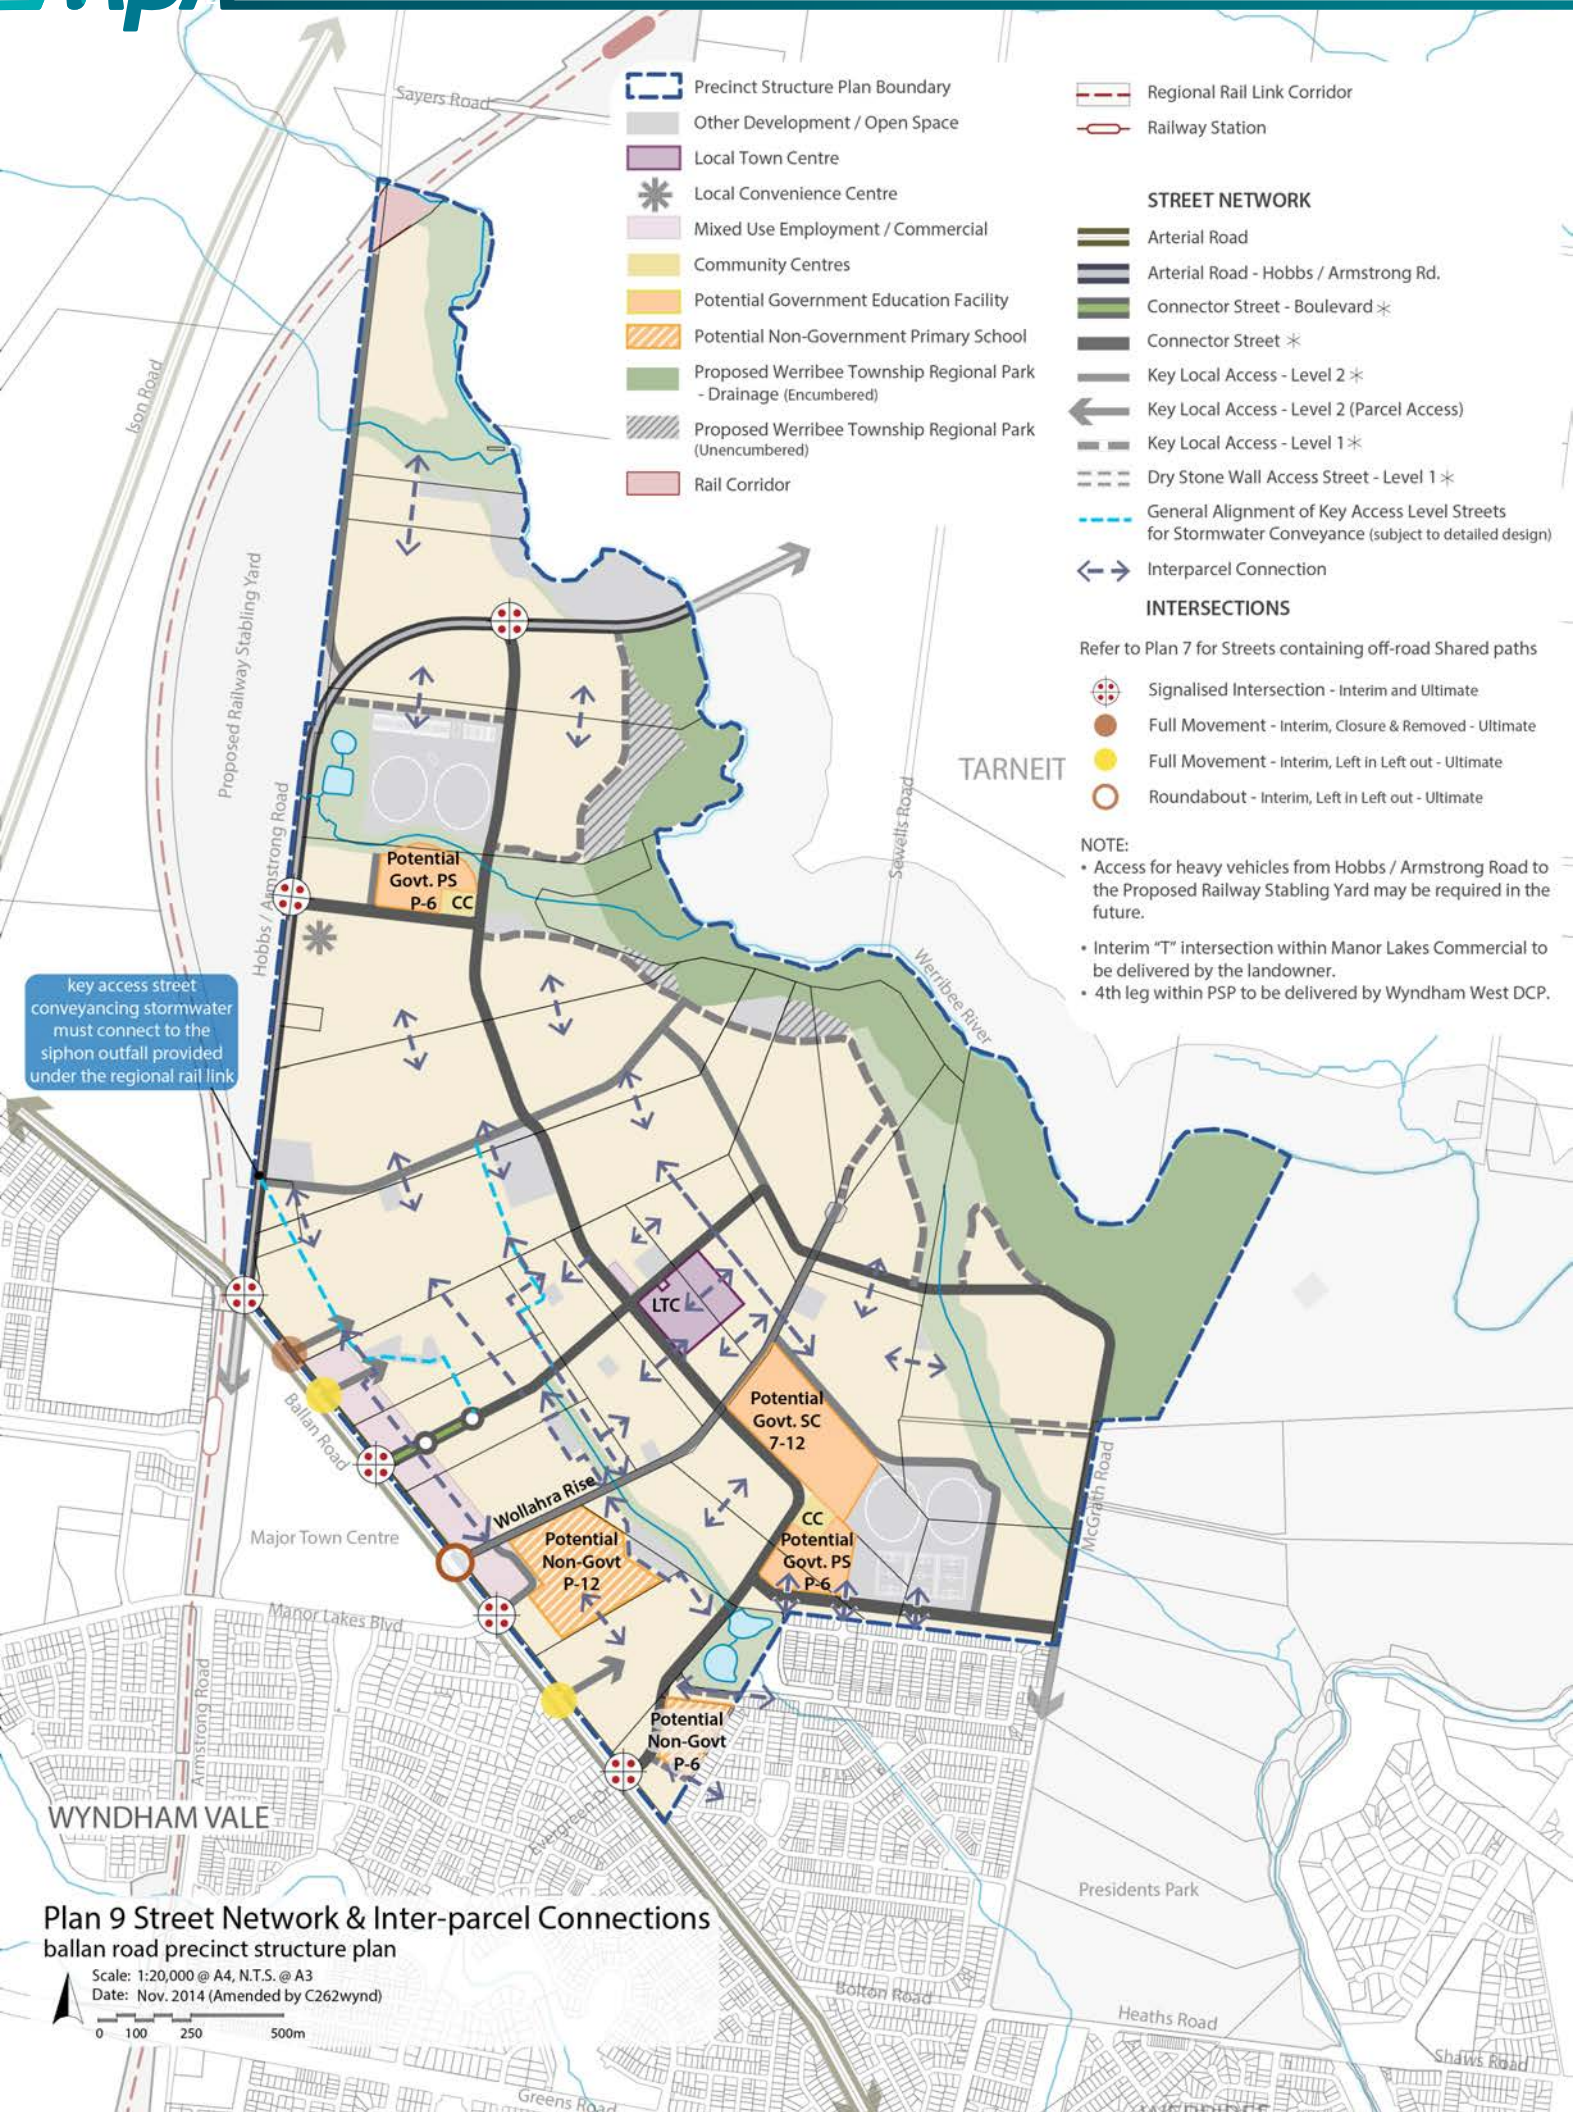 Sayers Road
Ison Road
Proposed Railway Stabling Yard
Hobbs / Armstrong Road
Precinct Structure Plan Boundary
Other Development / Open Space
Local Town Centre
Local Convenience Centre
Mixed Use Employment / Commercial
Community Centres
Potential Government Education Facility
Potential Non-Government Primary School
Proposed Werribee Township Regional Park
- Drainage (Encumbered)
Proposed Werribee Township Regional Park
(Unencumbered)
Rail Corridor
Regional Rail Link Corridor
Railway Station
STREET NETWORK
Arterial Road
Arterial Road - Hobbs / Armstrong Rd.
Connector Street - Boulevard *
Connector Street *
Key Local Access - Level 2 *
Key Local Access - Level 2 (Parcel Access)
Key Local Access - Level 1 *
Dry Stone Wall Access Street - Level 1 *
General Alignment of Key Access Level Streets
for Stormwater Conveyance (subject to detailed design)
Interparcel Connection
INTERSECTIONS
Refer to Plan 7 for Streets containing off-road Shared paths
Signalised Intersection - Interim and Ultimate
Full Movement - Interim, Closure & Removed - Ultimate
Full Movement - Interim, Left in Left out - Ultimate
Roundabout - Interim, Left in Left out - Ultimate
NOTE:
• Access for heavy vehicles from Hobbs / Armstrong Road to
the Proposed Railway Stabling Yard may be required in the
future.
• Interim “T” intersection within Manor Lakes Commercial to
be delivered by the landowner.
• 4th leg within PSP to be delivered by Wyndham West DCP.
TARNEIT
Sewells Road
Werribee River
Potential
Govt. PS
P-6 CC
key access street
conveyancing stormwater
must connect to the
siphon outfall provided
under the regional rail link
LTC
Potential
Govt. SC
7-12
CC
Potential
Govt. PS
P-6
McGrath Road
Ballan Road
Wollahra Rise
Major Town Centre
Potential
Non-Govt
P-12
Manor Lakes Blvd
Armstrong Road
Potential
Non-Govt
P-6
Evergreen Dr
WYNDHAM VALE
Presidents Park
Plan 9 Street Network & Inter-parcel Connections
ballan road precinct structure plan
Scale: 1:20,000 @ A4, N.T.S. @ A3
Date: Nov. 2014 (Amended by C262wynd)
0 100 250 500m
Bolton Road
Heaths Road
Shaws Road
Greens Road